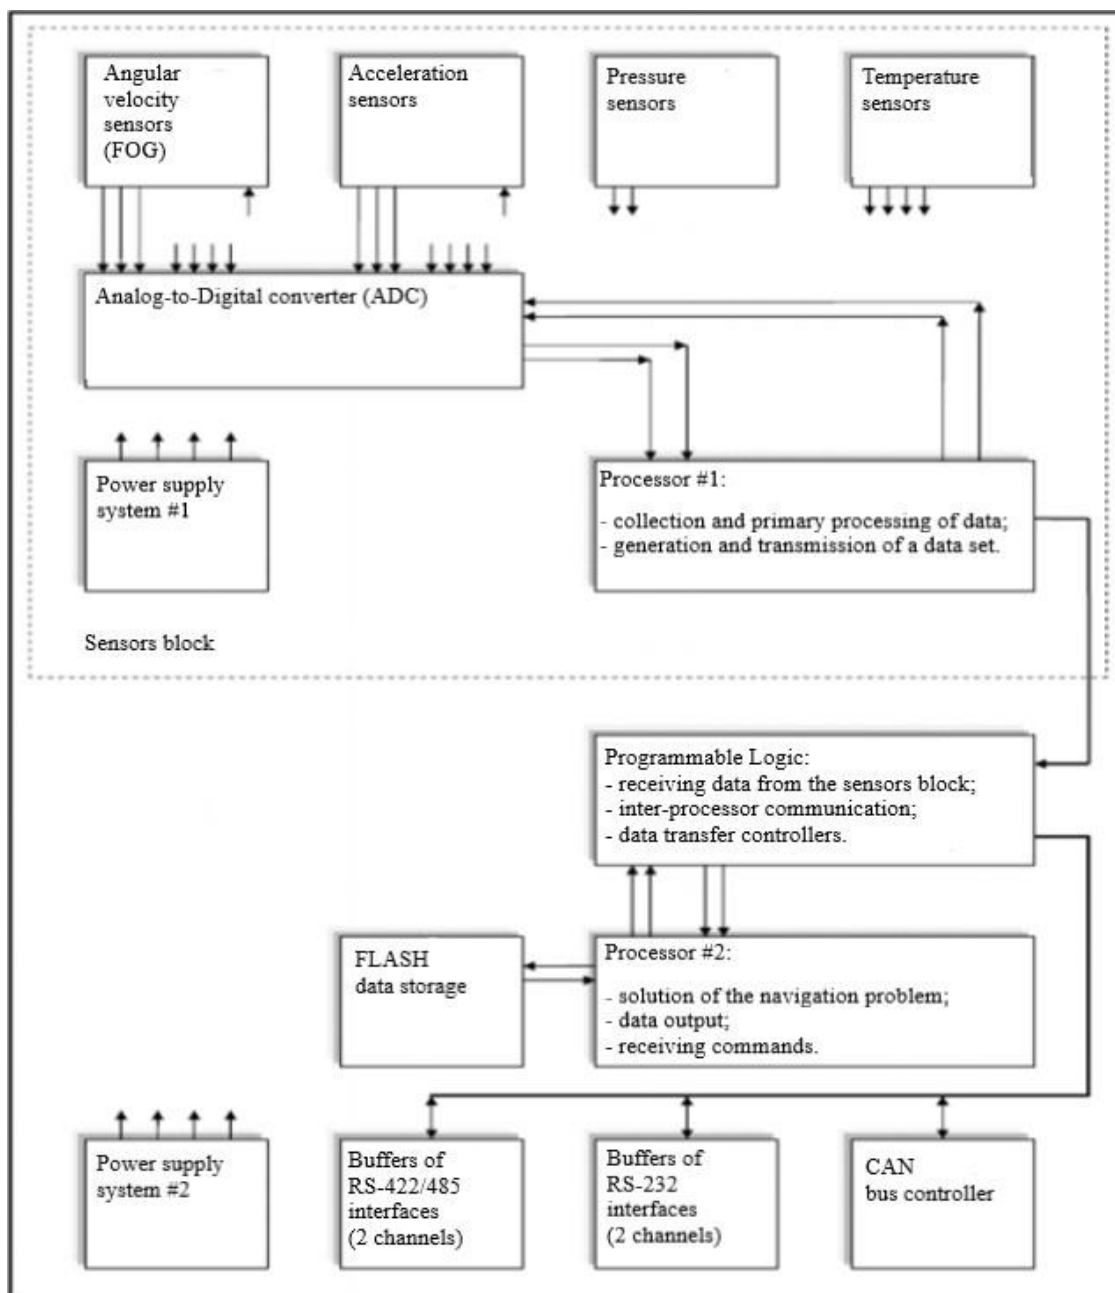 Angular
velocity
sensors
(FOG)
Acceleration
sensors
Pressure
sensors
Temperature
sensors
Analog-to-Digital converter (ADC)
Power supply
system #1
Processor #1:
- collection and primary processing of data;
- generation and transmission of a data set.
Sensors block
Programmable Logic:
- receiving data from the sensors block;
- inter-processor communication;
- data transfer controllers.
FLASH
data storage
Processor #2:
- solution of the navigation problem;
- data output;
- receiving commands.
Power supply
system #2
Buffers of
RS-422/485
interfaces
(2 channels)
Buffers of
RS-232
interfaces
(2 channels)
CAN
bus controller